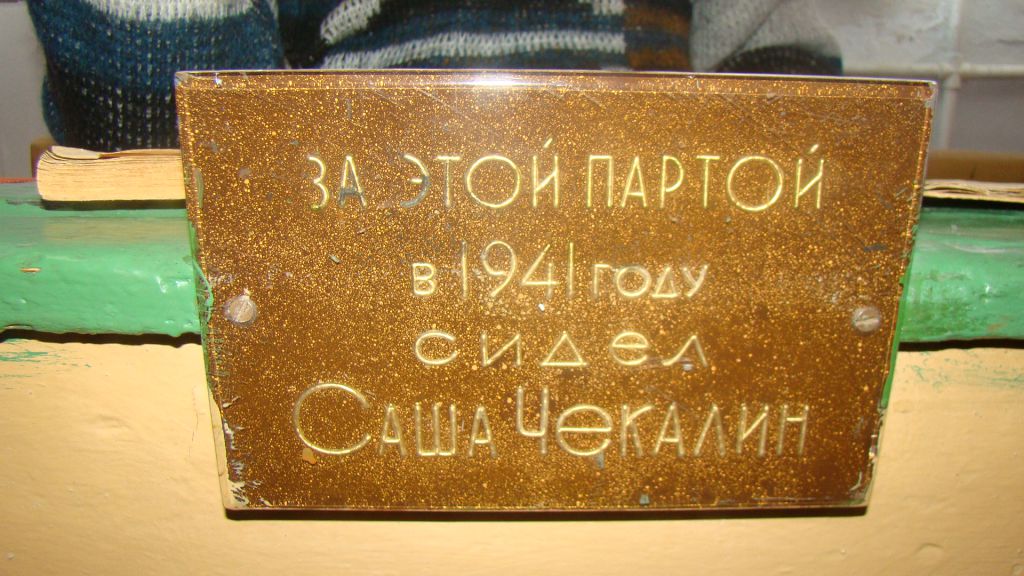 ЗА ЭТОЙ ПАРТОЙ
В 1941 ГОДУ
СИДЕЛ
САША ЧЕКАЛИН